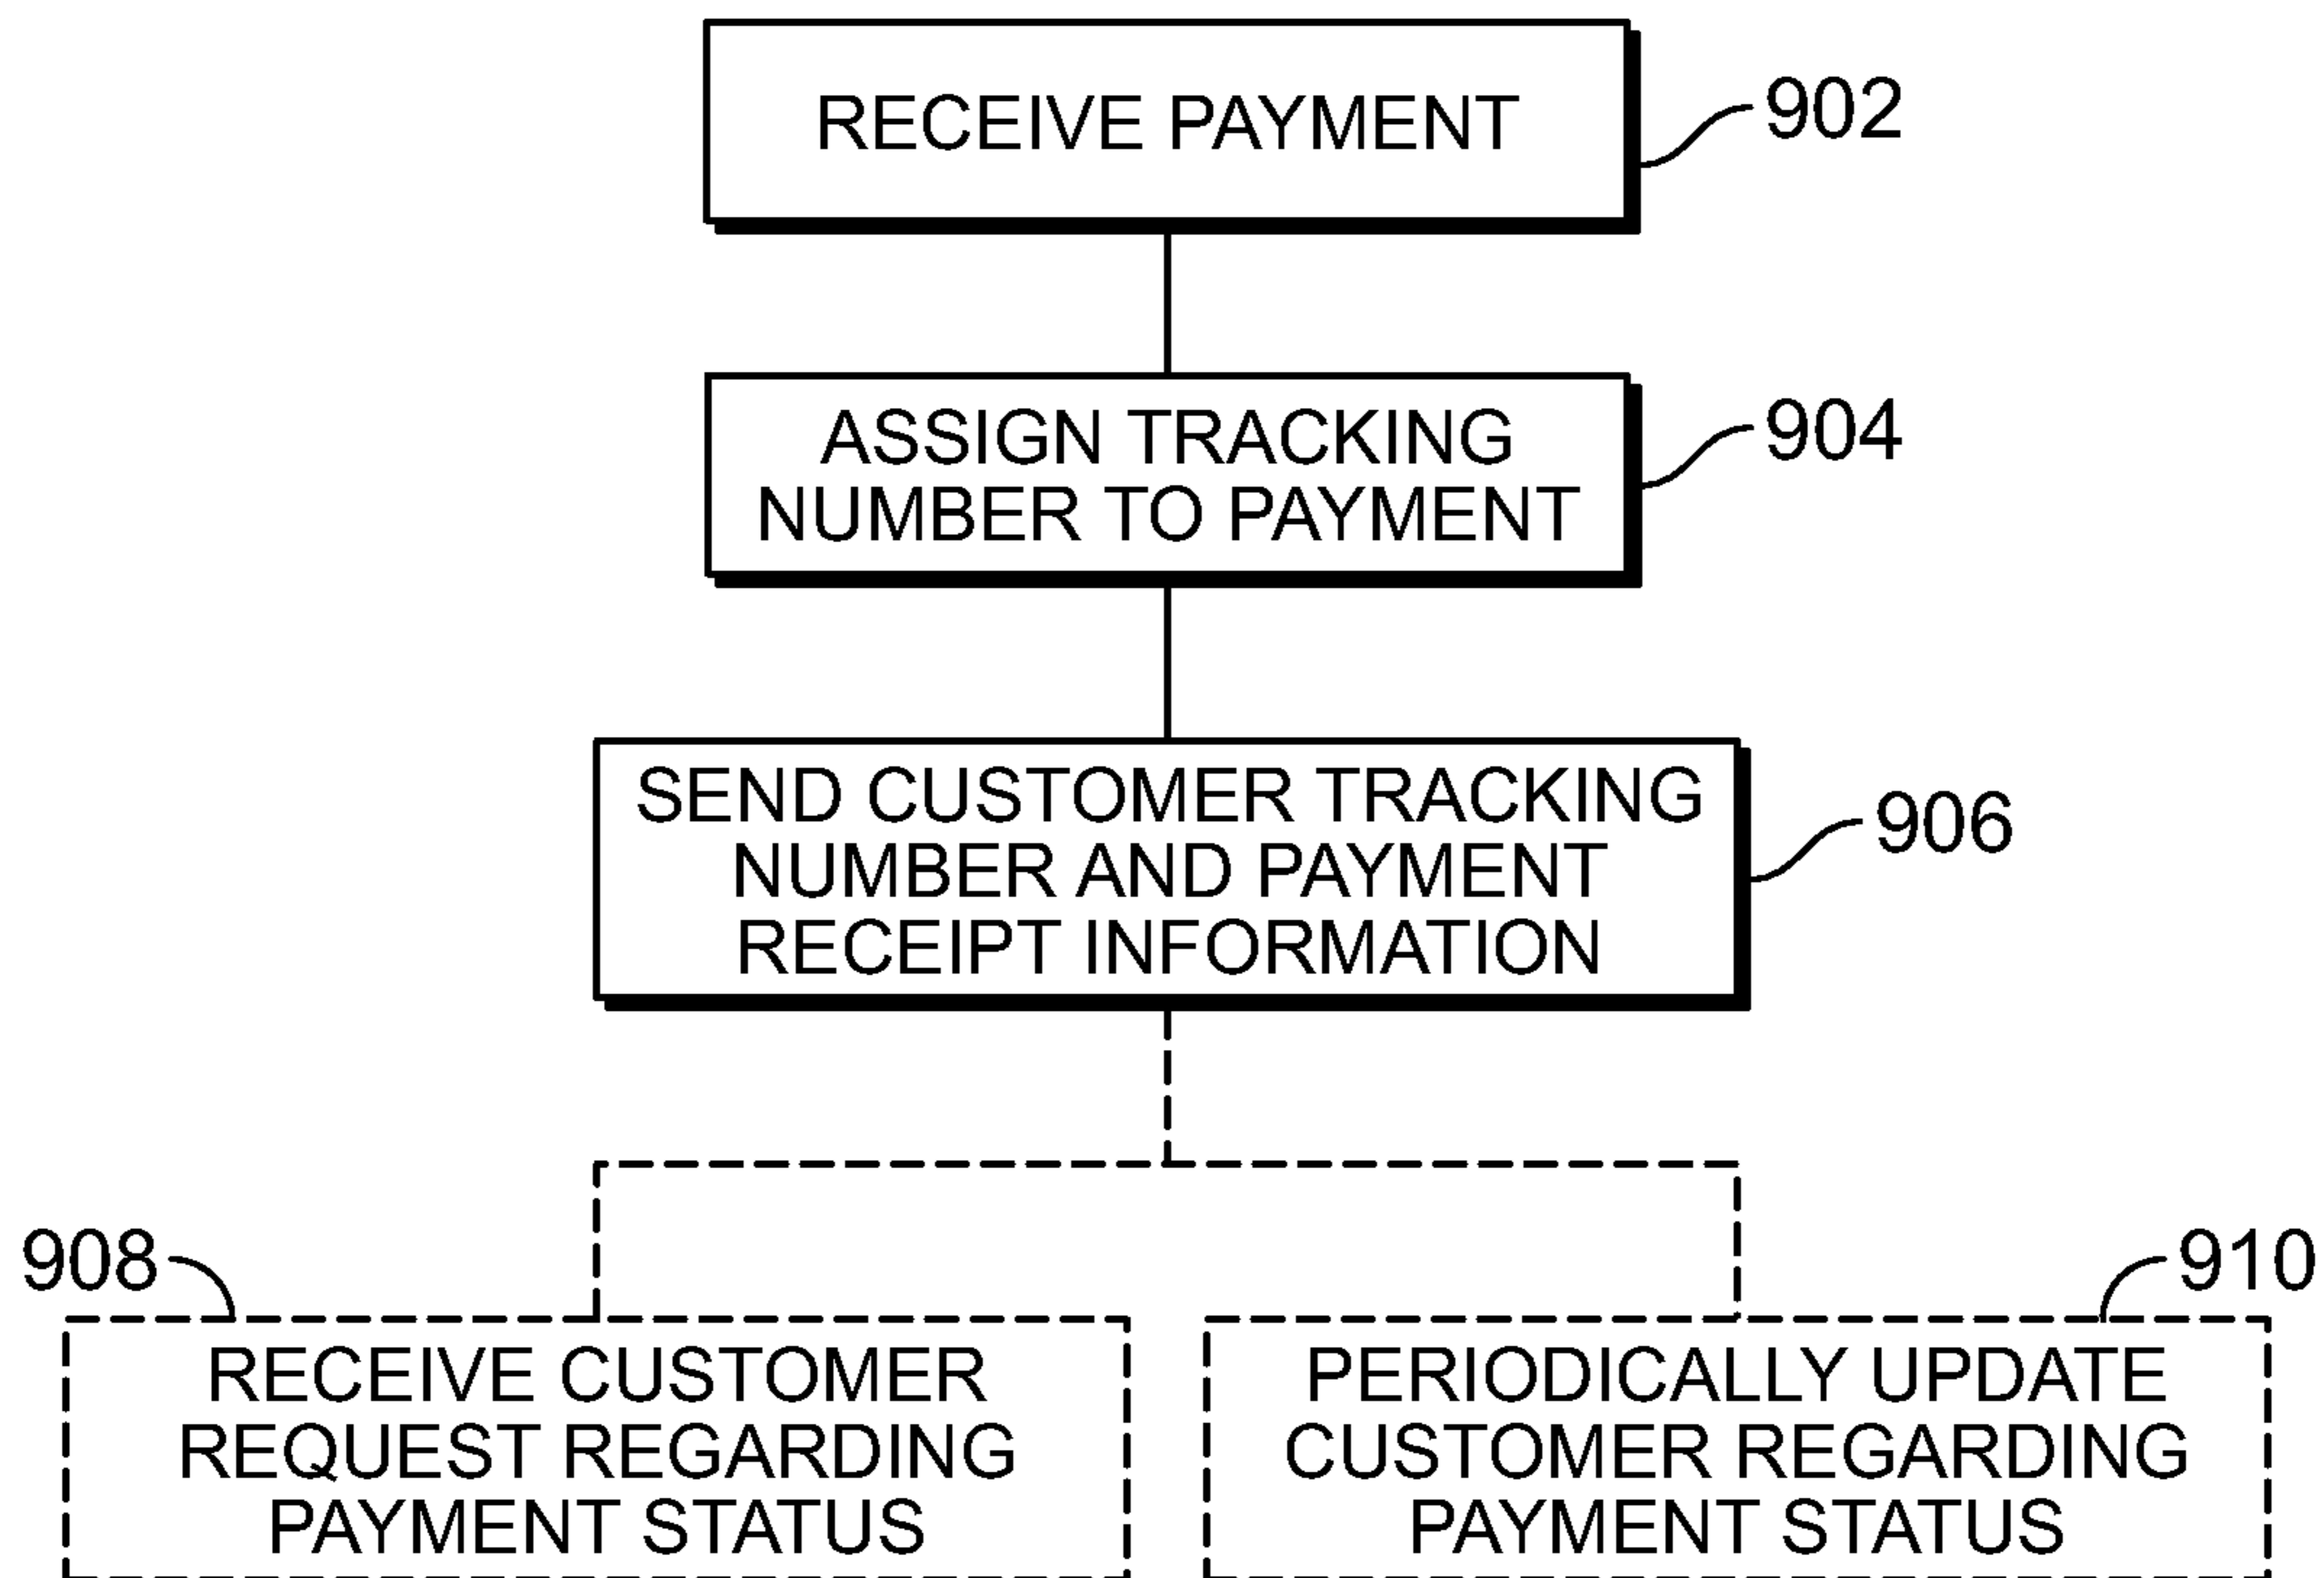 RECEIVE PAYMENT
902
ASSIGN TRACKING
NUMBER TO PAYMENT
904
SEND CUSTOMER TRACKING
NUMBER AND PAYMENT
RECEIPT INFORMATION
906
908
RECEIVE CUSTOMER
REQUEST REGARDING
PAYMENT STATUS
910
PERIODICALLY UPDATE
CUSTOMER REGARDING
PAYMENT STATUS